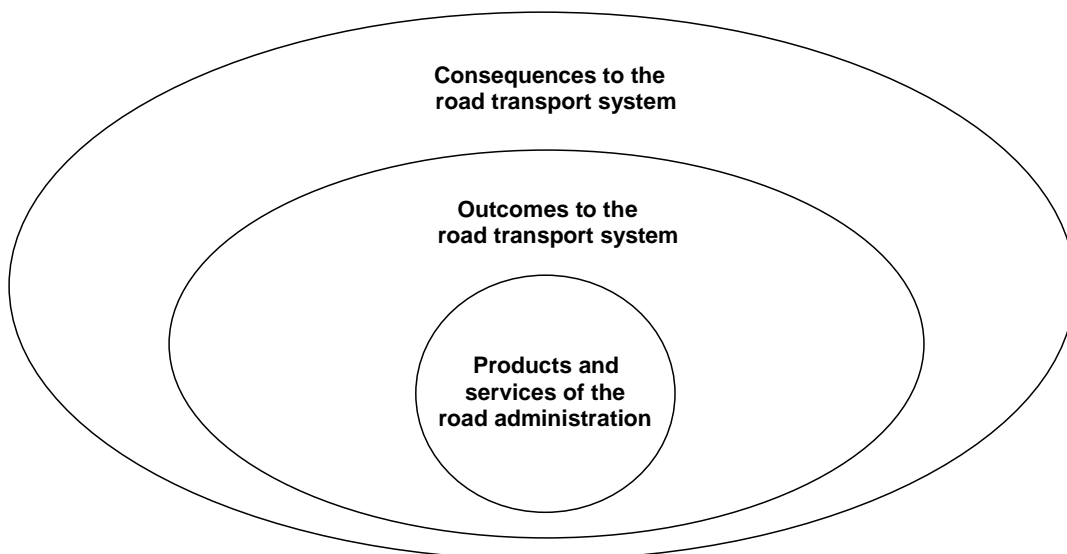 Consequences to the
road transport system
Outcomes to the
road transport system
Products and
services of the
road administration